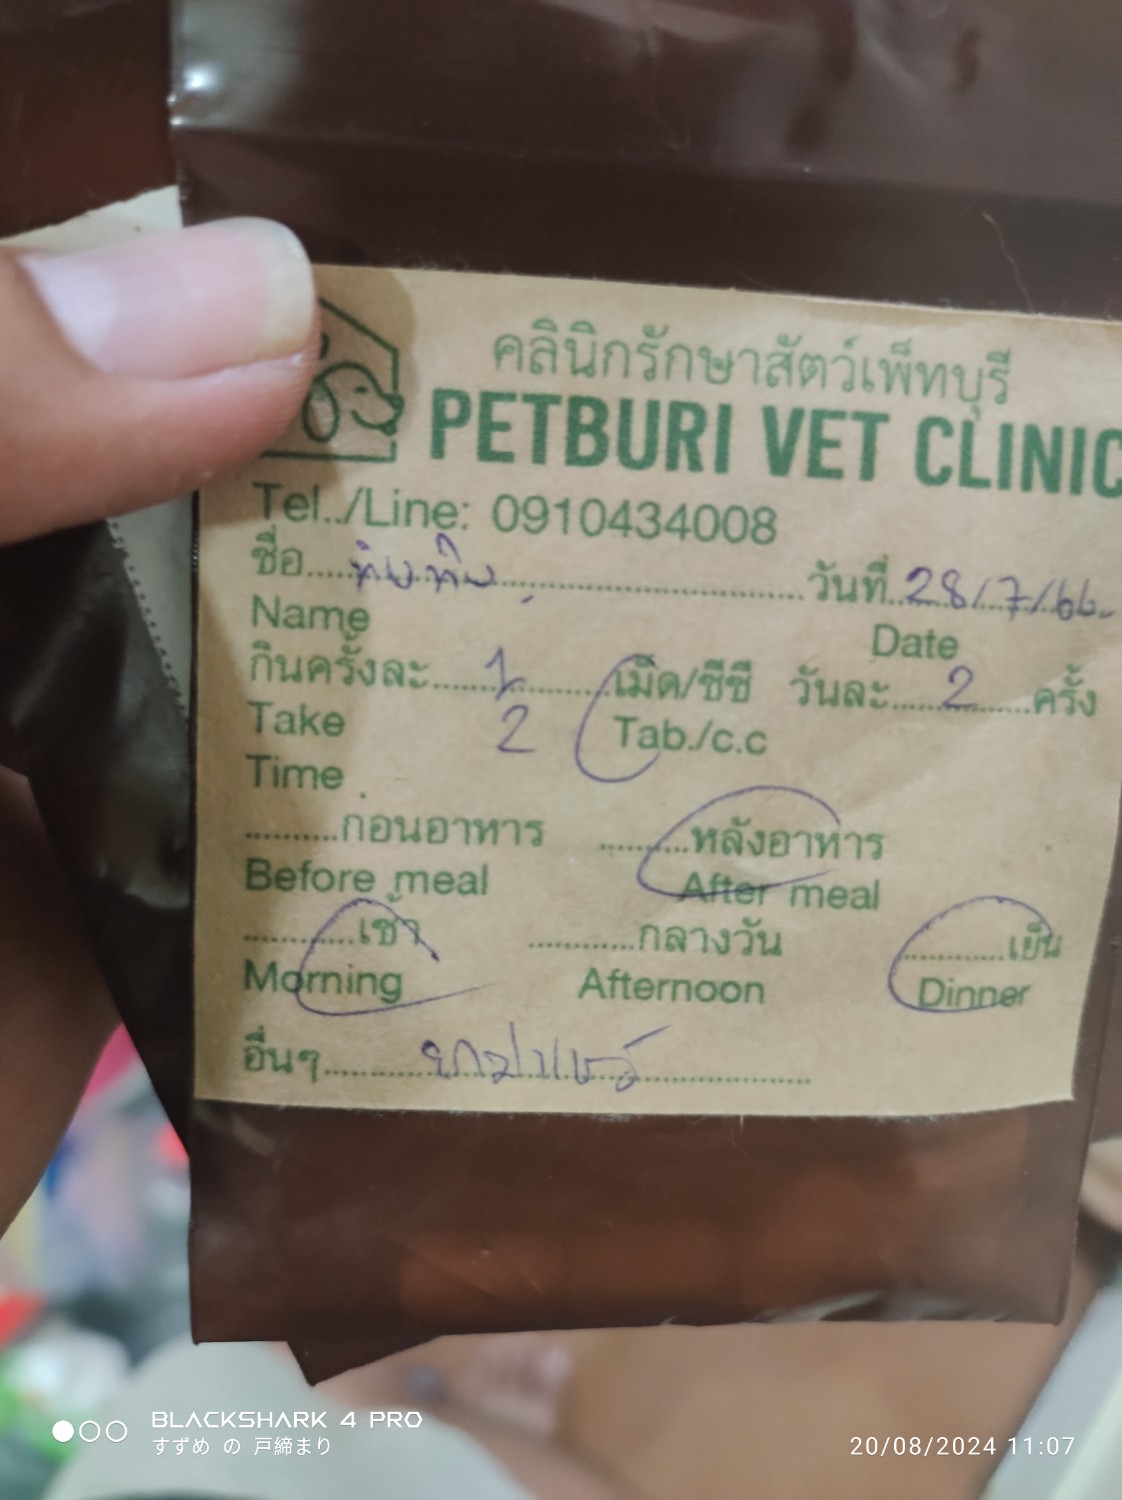 คลินิกรักษาสัตว์เพ็ทบุรี
PETBURI VET CLINIC
Tel../Line: 0910434008
ชื่อ.............วันที่ 28/7/66
Name Date
กินครั้งละ 1 เม็ด/ซีซี วันละ 2 ครั้ง
Take 2 Tab./c.c
Time
..........ก่อนอาหาร ..........หลังอาหาร
Before meal After meal
............เช้า ............กลางวัน ............เย็น
Morning Afternoon Dinner
อื่นๆ
BLACKSHARK 4 PRO
すずめ の 戸締まり
20/08/2024 11:07